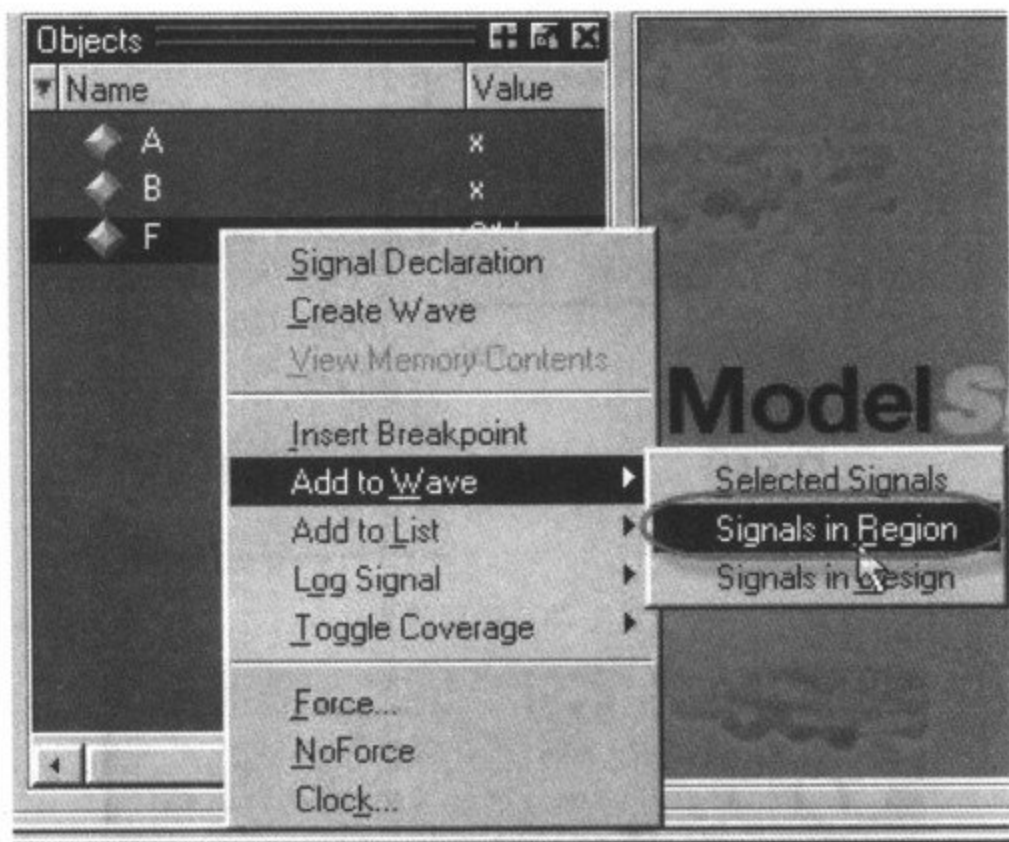 Objects
Name Value
A x
B x
F
Signal Declaration
Create Wave
View Memory Contents
Insert Breakpoint
Add to Wave
Add to List
Log Signal
Toggle Coverage
Force...
NoForce
Clock...
Model
Selected Signals
Signals in Region
Signals in Design